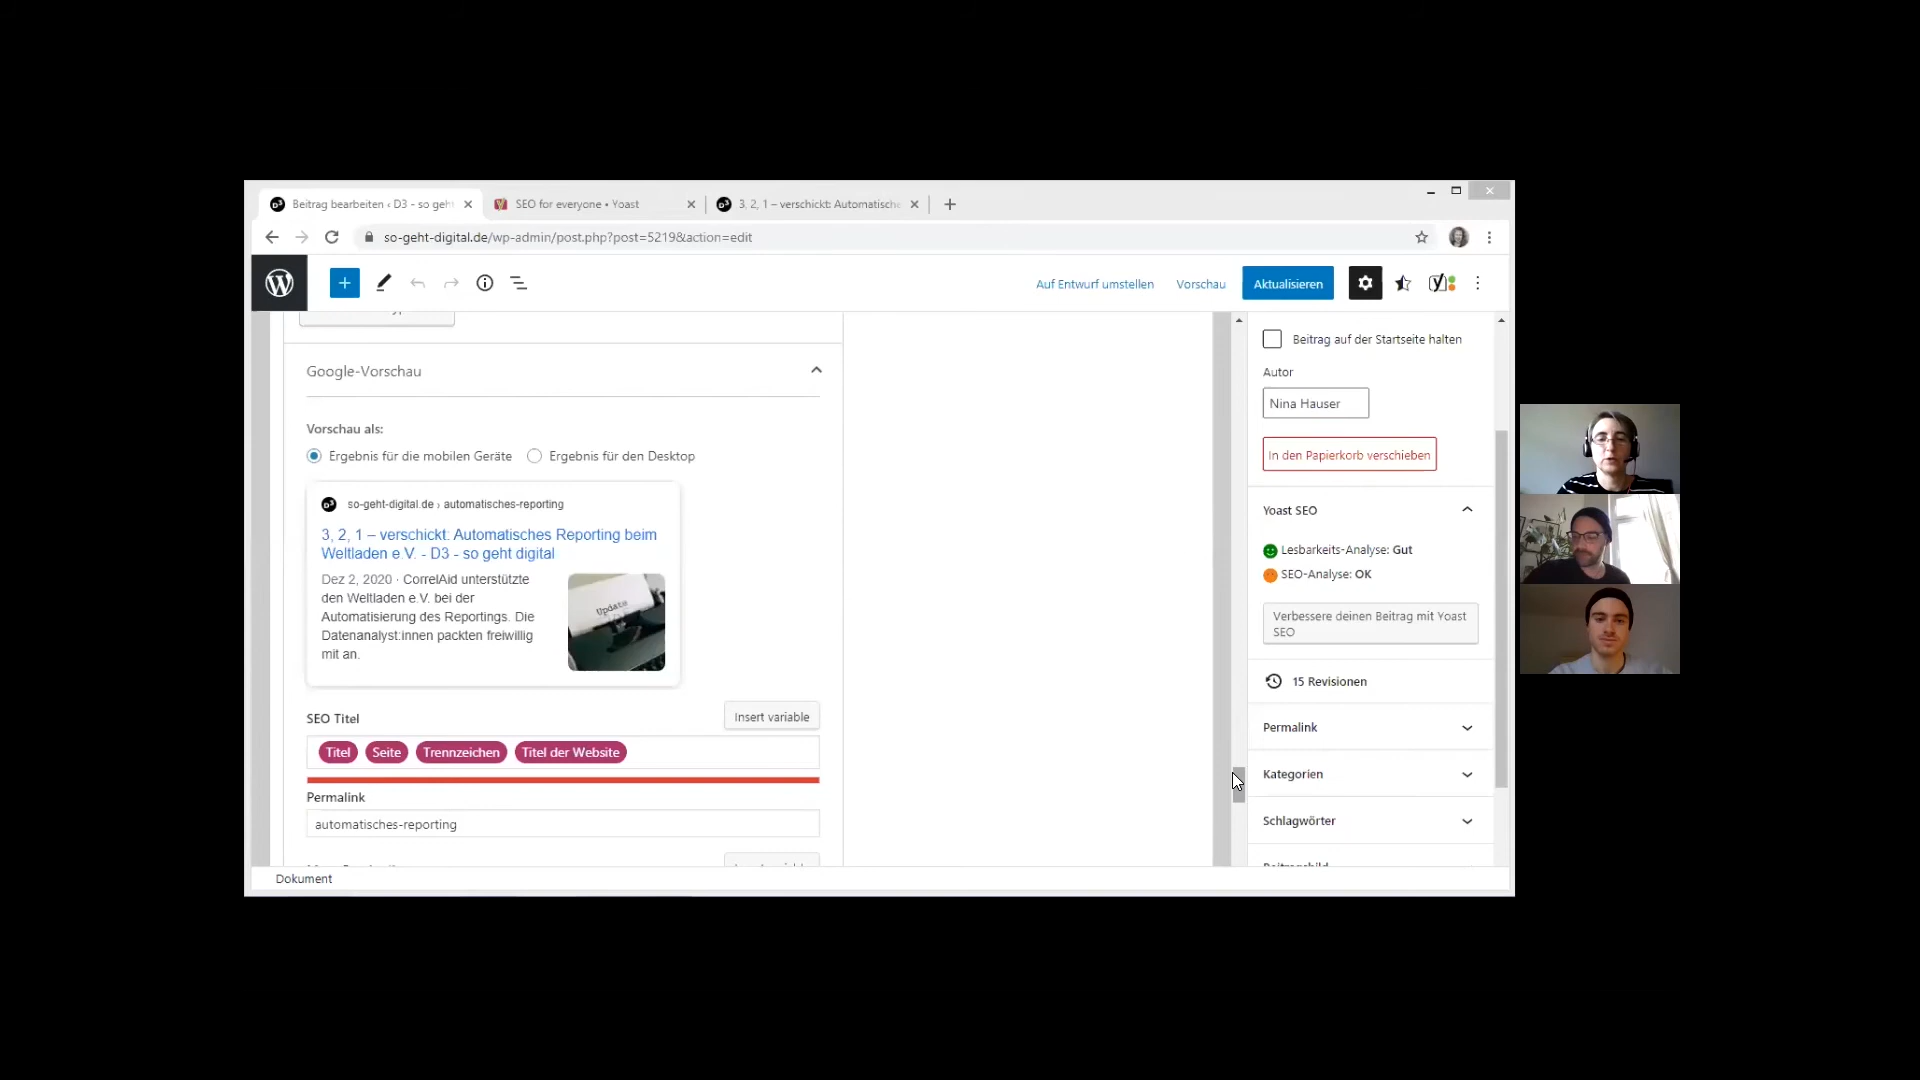 Beitrag bearbeiten ‹ D3 - so geh
SEO for everyone • Yoast
3, 2, 1 – verschickt: Automatische
so-geht-digital.de/wp-admin/post.php?post=5219&action=edit
Auf Entwurf umstellen
Vorschau
Aktualisieren
Google-Vorschau
Vorschau als:
Ergebnis für die mobilen Geräte
Ergebnis für den Desktop
so-geht-digital.de › automatisches-reporting
3, 2, 1 – verschickt: Automatisches Reporting beim
Weltladen e.V. - D3 - so geht digital
Dez 2, 2020 · CorrelAid unterstützte
den Weltladen e.V. bei der
Automatisierung des Reportings. Die
Datenanalyst:innen packten freiwillig
mit an.
Update
SEO Titel
Insert variable
Titel
Seite
Trennzeichen
Titel der Website
Permalink
automatisches-reporting
Dokument
Beitrag auf der Startseite halten
Autor
Nina Hauser
In den Papierkorb verschieben
Yoast SEO
Lesbarkeits-Analyse: Gut
SEO-Analyse: OK
Verbessere deinen Beitrag mit Yoast
SEO
15 Revisionen
Permalink
Kategorien
Schlagwörter